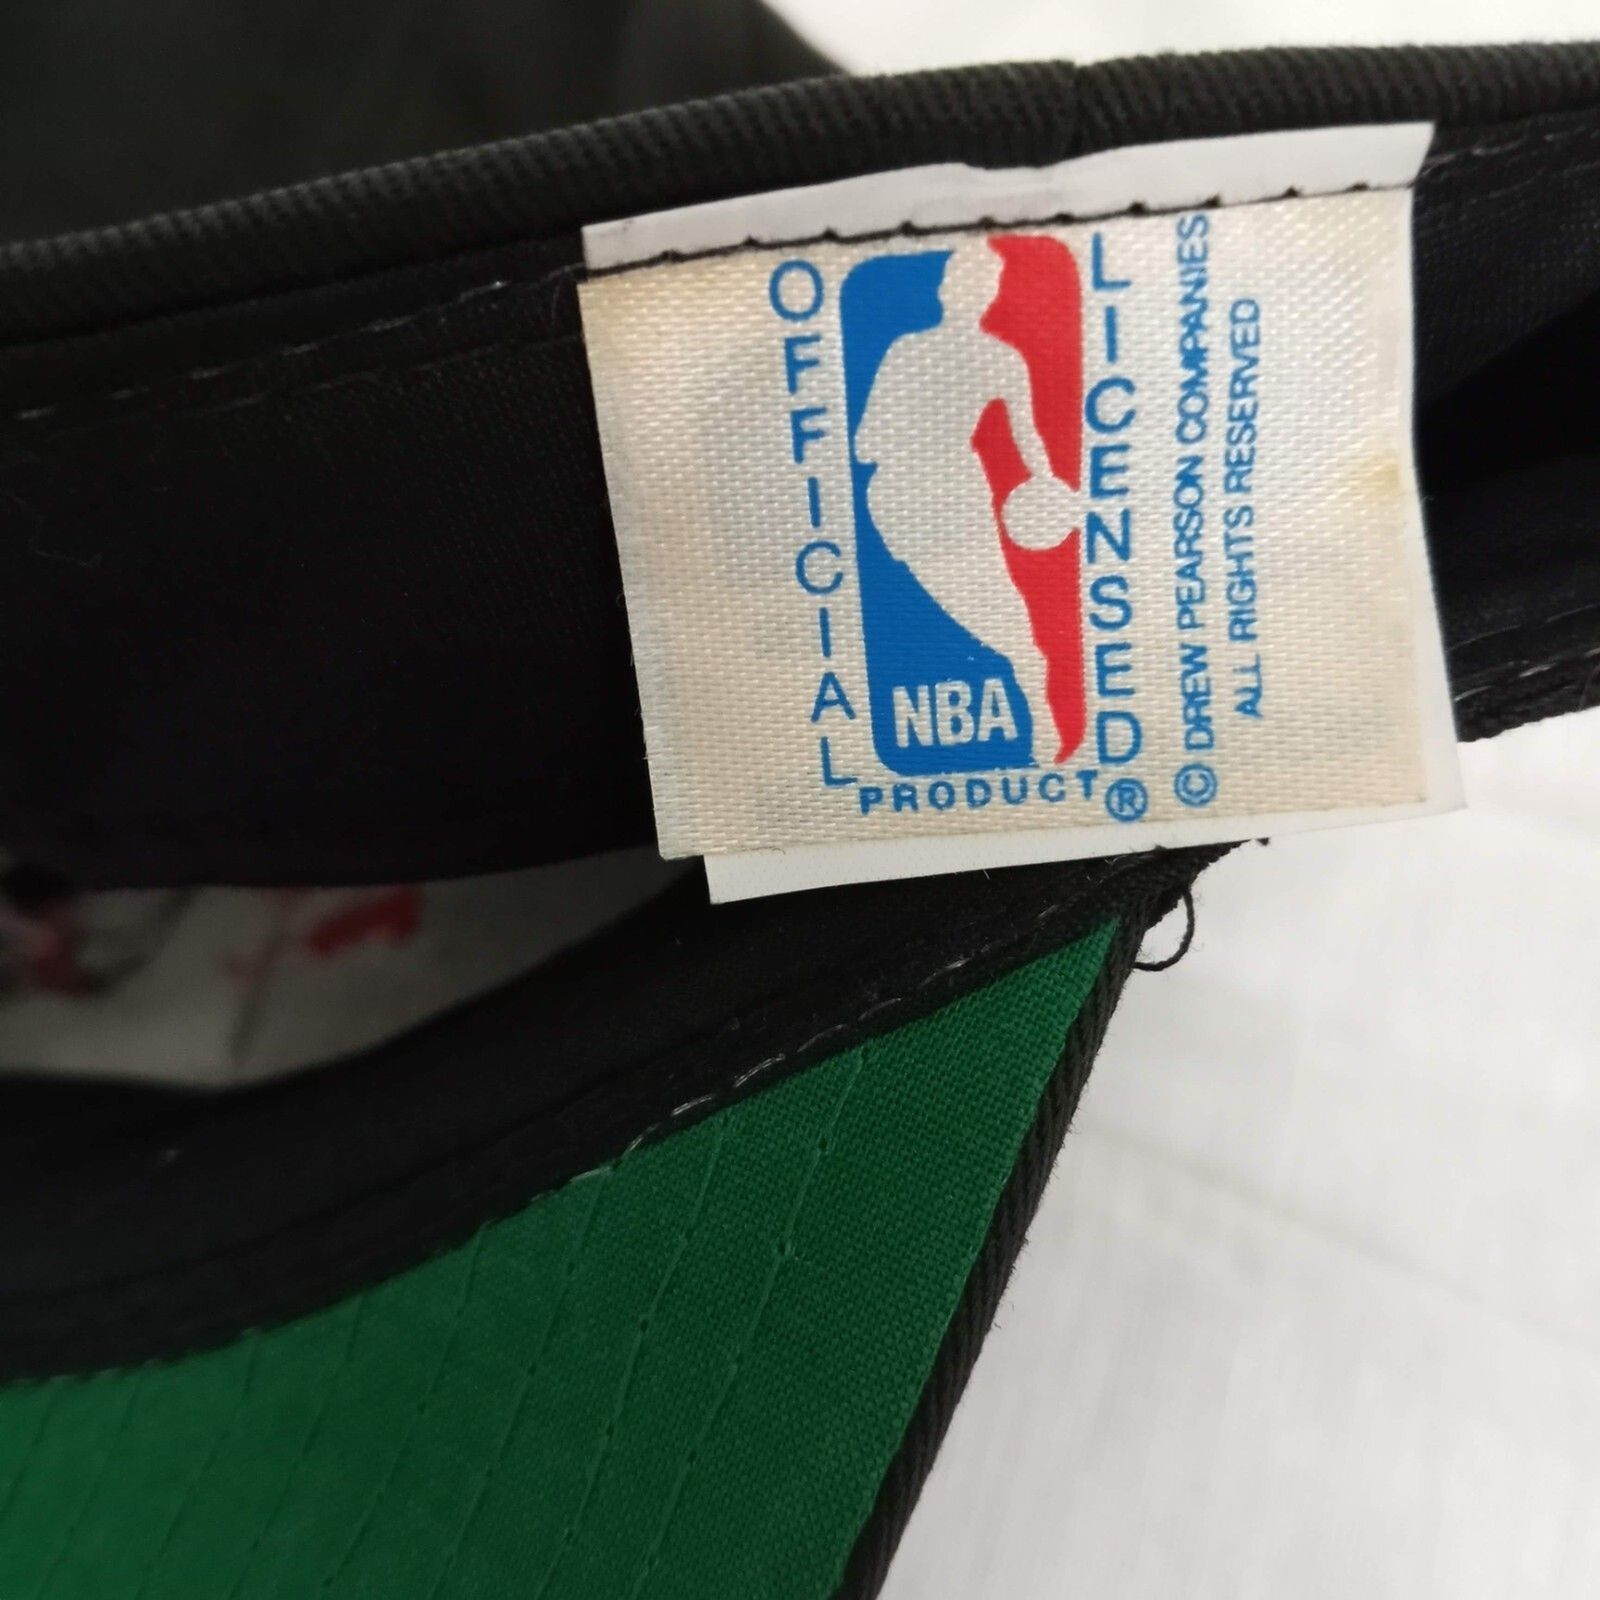 OFFICIAL
LICENSED
NBA
PRODUCT®
© DREW PEARSON COMPANIES
ALL RIGHTS RESERVED